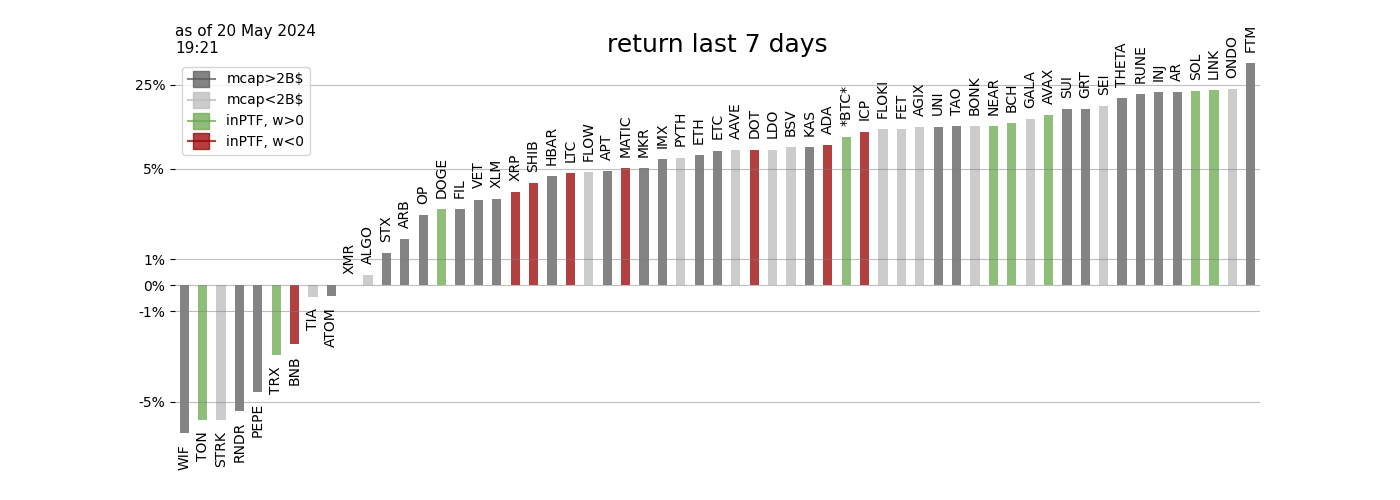 as of 20 May 2024
19:21
return last 7 days
mcap>2B$
mcap<2B$
inPTF, w>0
inPTF, w<0
25%
5%
1%
0%
-1%
-5%
WIF
TON
STRK
RNDR
PEPE
TRX
BNB
TIA
ATOM
XMR
ALGO
STX
ARB
OP
DOGE
FIL
VET
XLM
XRP
SHIB
HBAR
LTC
FLOW
APT
MATIC
MKR
IMX
PYTH
ETH
ETC
AAVE
DOT
LDO
BSV
KAS
ADA
*BTC*
ICP
FLOKI
FET
AGIX
UNI
TAO
BONK
NEAR
BCH
GALA
AVAX
SUI
GRT
SEI
THETA
RUNE
INJ
AR
SOL
LINK
ONDO
FTM